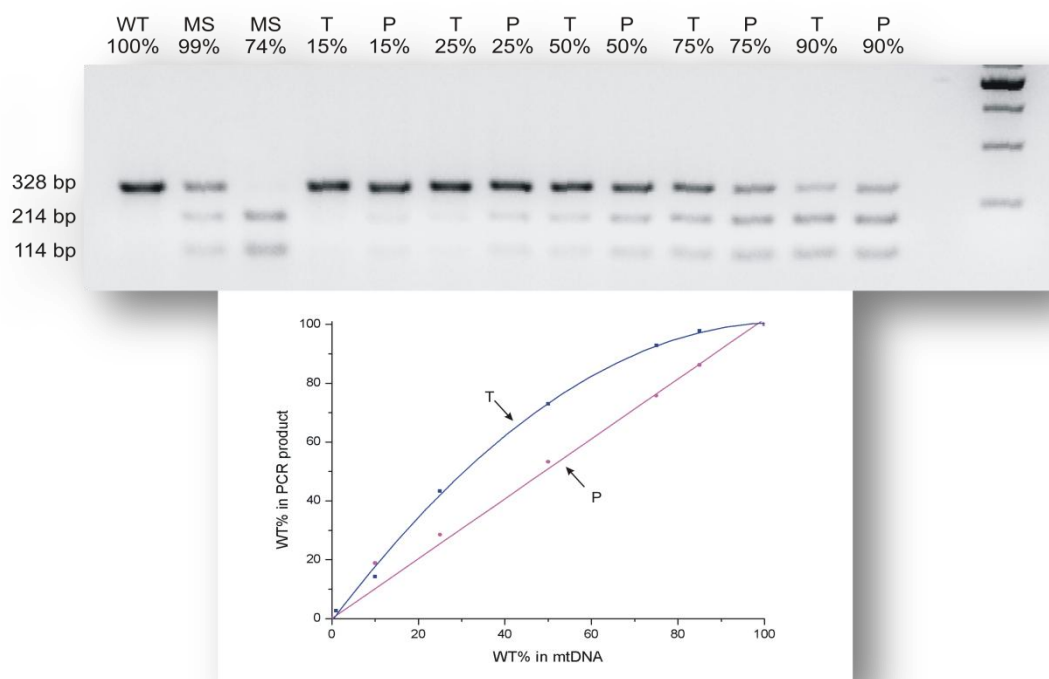 WT MS MS T P T P T P T P T P
100% 99% 74% 15% 15% 25% 25% 50% 50% 75% 75% 90% 90%
328 bp
214 bp
114 bp
100
80
60
40
20
0
WT% in PCR product
T
P
0 20 40 60 80 100
WT% in mtDNA